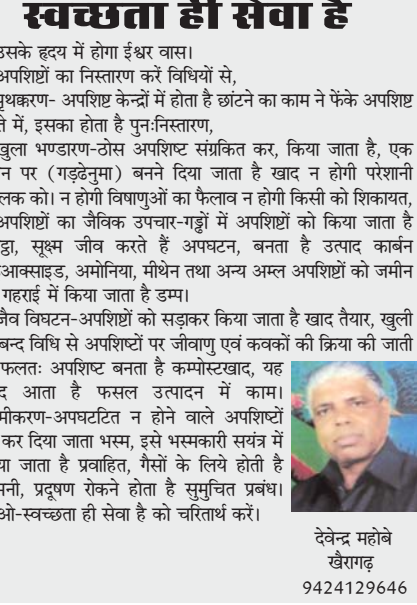 स्वच्छता ही सेवा है
उसके हृदय में होगा ईश्वर वास।
अपशिष्टों का निस्तारण करें विधियों से,
पृथक्करण- अपशिष्ट केन्द्रों में होता है छांटने का काम ने फेंके अपशिष्ट
ते में, इसका होता है पुनःनिस्तारण,
खुला भण्डारण-ठोस अपशिष्ट संग्रकित कर, किया जाता है, एक
न पर (गड्ढेनुमा) बनने दिया जाता है खाद न होगी परेशानी
लक को। न होगी विषाणुओं का फैलाव न होगी किसी को शिकायत,
अपशिष्टों का जैविक उपचार-गड्ढों में अपशिष्टों को किया जाता है
ट्ठा, सूक्ष्म जीव करते हैं अपघटन, बनता है उत्पाद कार्बन
आक्साइड, अमोनिया, मीथेन तथा अन्य अम्ल अपशिष्टों को जमीन
गहराई में किया जाता है डम्प।
जैव विघटन-अपशिष्टों को सड़ाकर किया जाता है खाद तैयार, खुली
बन्द विधि से अपशिष्टों पर जीवाणु एवं कवकों की क्रिया की जाती
फलतः अपशिष्ट बनता है कम्पोस्टखाद, यह
द आता है फसल उत्पादन में काम।
मीकरण-अपघटटित न होने वाले अपशिष्टों
कर दिया जाता भस्म, इसे भष्मकारी सयंत्र में
या जाता है प्रवाहित, गैसों के लिये होती है
मनी, प्रदूषण रोकने होता है सुमुचित प्रबंध।
ओ-स्वच्छता ही सेवा है को चरितार्थ करें।
देवेन्द्र महोबे
खैरागढ़
9424129646